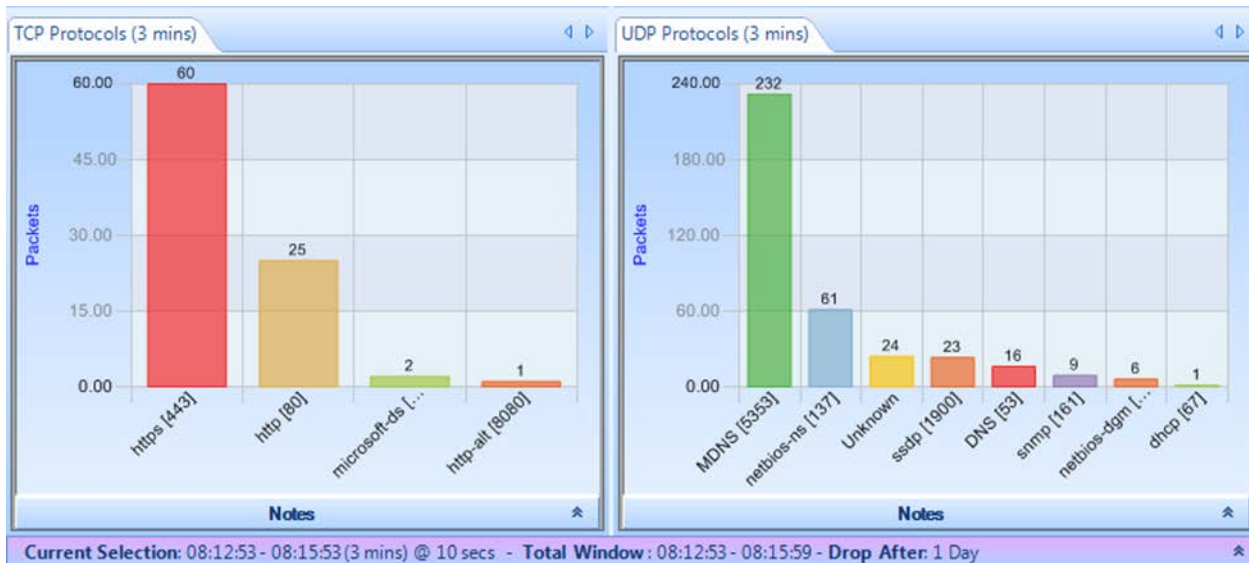 TCP Protocols (3 mins)
60.00
45.00
30.00
15.00
0.00
Packets
60
25
2
1
https [443]
http [80]
microsoft-ds [...
http-alt [8080]
Notes
UDP Protocols (3 mins)
240.00
180.00
120.00
60.00
0.00
Packets
232
61
24
23
16
9
6
1
MDNS [5353]
netbios-ns [137]
Unknown
ssdp [1900]
DNS [53]
snmp [161]
netbios-dgm [...
dhcp [67]
Notes
Current Selection: 08:12:53 - 08:15:53 (3 mins) @ 10 secs - Total Window : 08:12:53 - 08:15:59 - Drop After: 1 Day